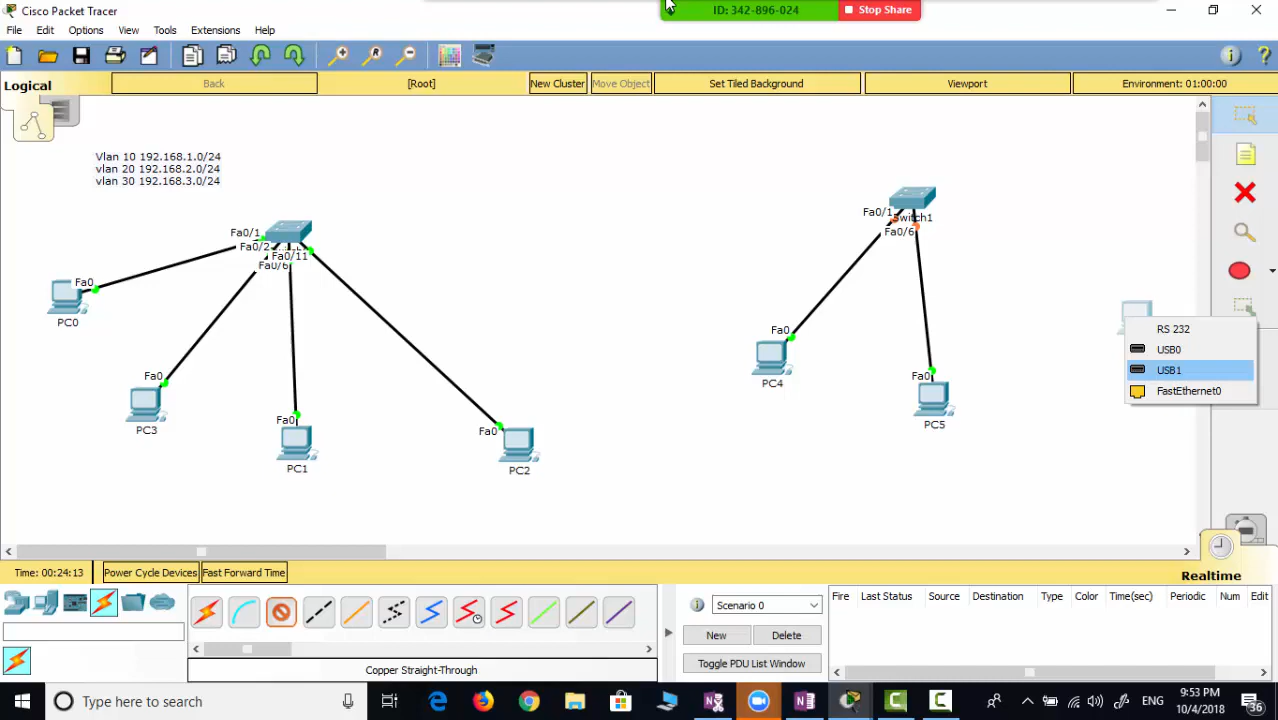 Cisco Packet Tracer
ID: 342-896-024
Stop Share
File Edit Options View Tools Extensions Help
Logical
Back
[Root]
New Cluster
Move Object
Set Tiled Background
Viewport
Environment: 01:00:00
Vlan 10 192.168.1.0/24
vlan 20 192.168.2.0/24
vlan 30 192.168.3.0/24
Fa0/1
Fa0/2
Fa0/11
Fa0/6
Fa0
PC0
Fa0
PC3
Fa0
PC1
Fa0
PC2
Fa0/1
Switch1
Fa0/6
Fa0
PC4
Fa0
PC5
RS 232
USB0
USB1
FastEthernet0
Time: 00:24:13
Power Cycle Devices
Fast Forward Time
Realtime
Scenario 0
New
Delete
Toggle PDU List Window
Fire Last Status Source Destination Type Color Time(sec) Periodic Num Edit
Copper Straight-Through
Type here to search
ENG
9:53 PM
10/4/2018
36